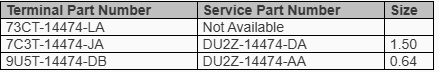 Terminal Part Number Service Part Number Size
73CT-14474-LA Not Available
7C3T-14474-JA DU2Z-14474-DA 1.50
9U5T-14474-DB DU2Z-14474-AA 0.64